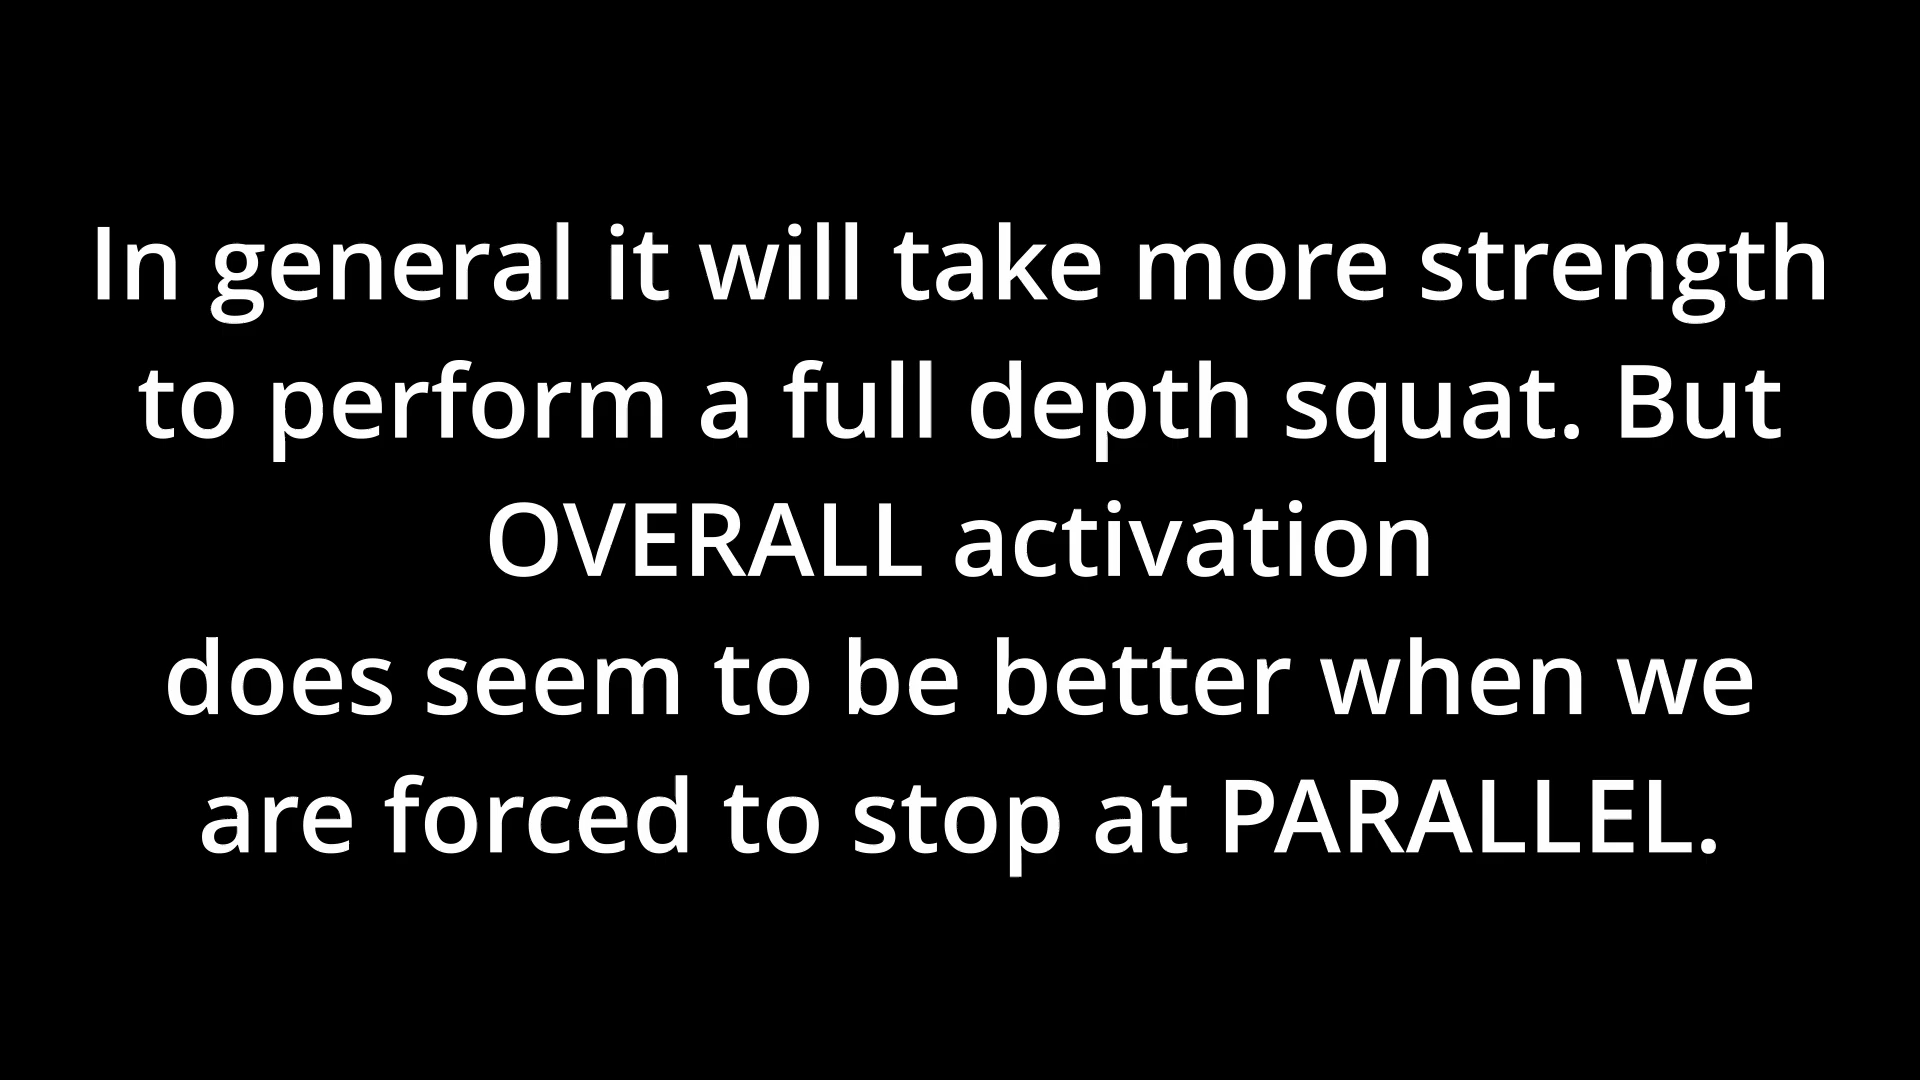 In general it will take more strength
to perform a full depth squat. But
OVERALL activation
does seem to be better when we
are forced to stop at PARALLEL.